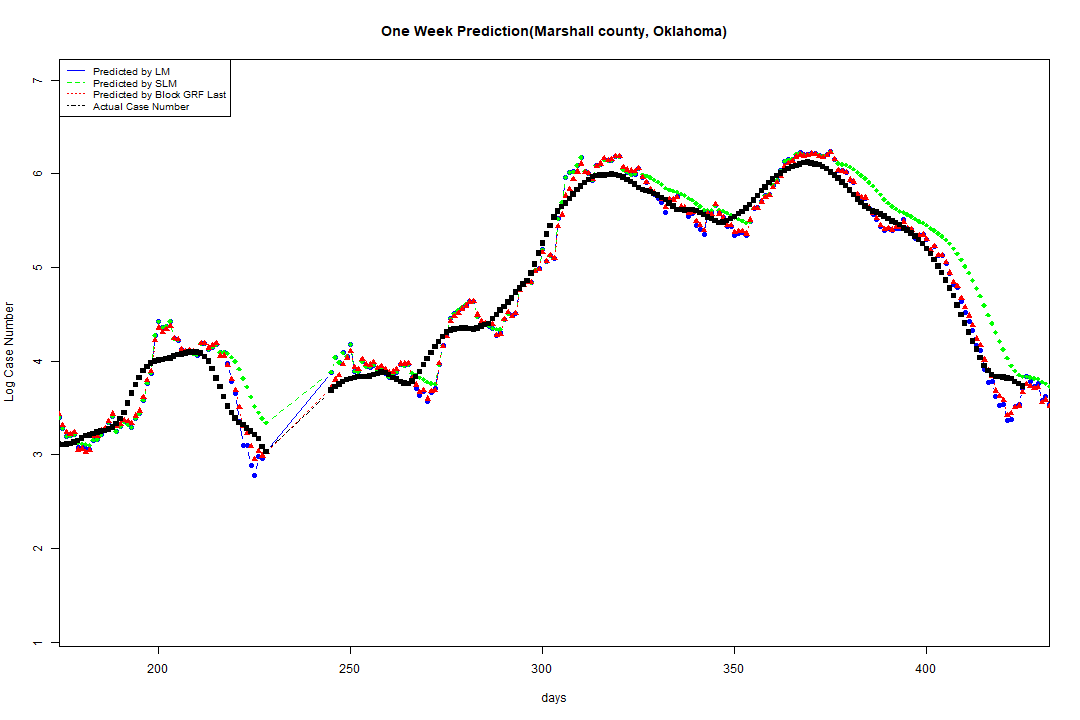 One Week Prediction(Marshall county, Oklahoma)
Predicted by LM
Predicted by SLM
Predicted by Block GRF Last
Actual Case Number
7
6
5
4
3
2
1
Log Case Number
200 250 300 350 400
days